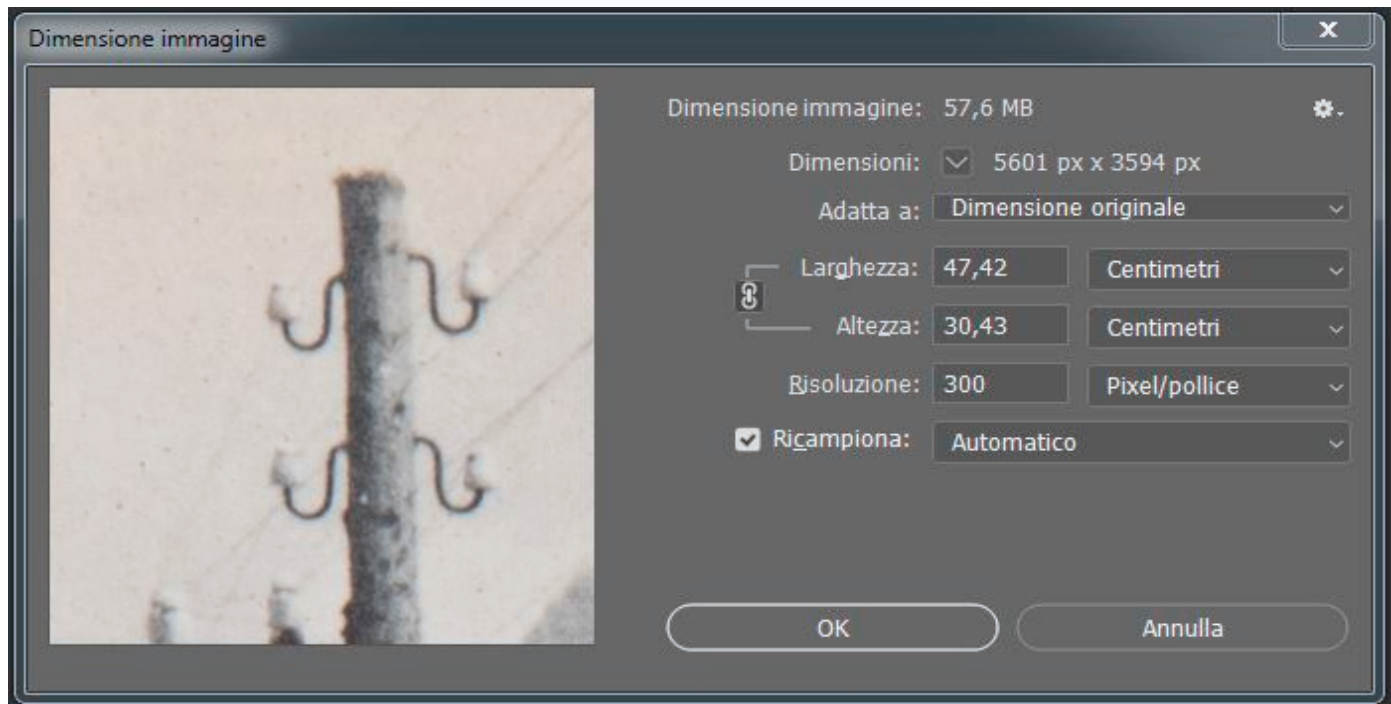 Dimensione immagine
x
Dimensione immagine: 57,6 MB
Dimensioni: 5601 px x 3594 px
Adatta a: Dimensione originale
Larghezza: 47,42 Centimetri
Altezza: 30,43 Centimetri
Risoluzione: 300 Pixel/pollice
Ricampiona: Automatico
OK Annulla